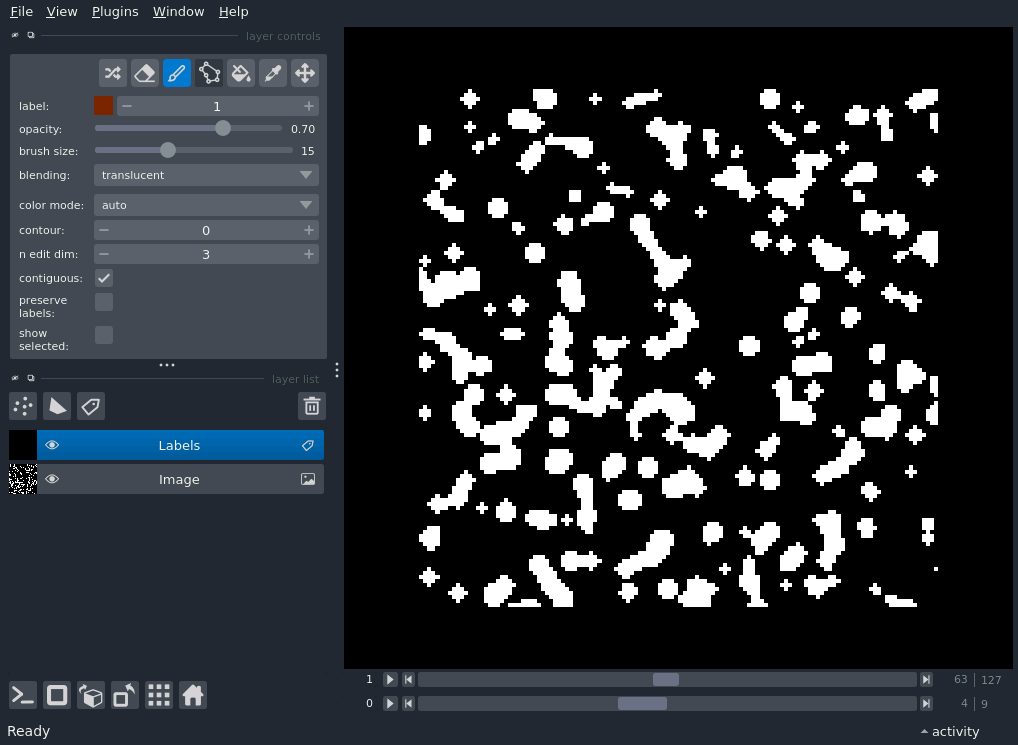 File View Plugins Window Help
layer controls
label: 1
opacity: 0.70
brush size: 15
blending: translucent
color mode: auto
contour: 0
n edit dim: 3
contiguous:
preserve
labels:
show
selected:
layer list
Labels
Image
1 63 127
0 4 9
Ready activity